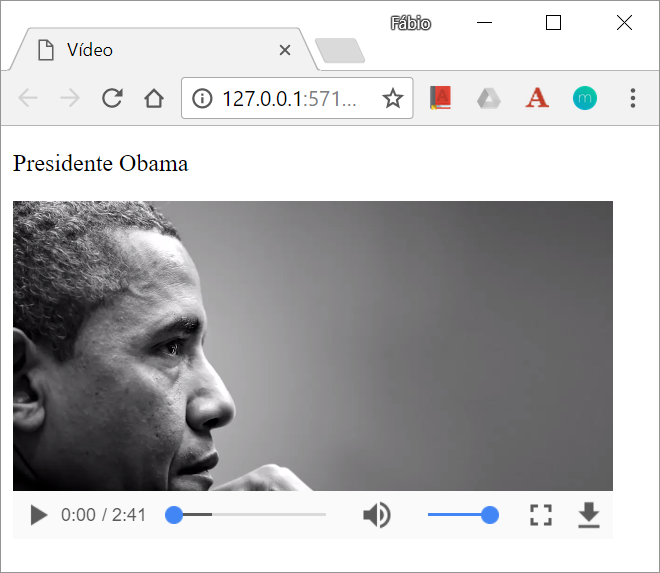 Fábio
Vídeo
127.0.0.1:571...
A
m
Presidente Obama
0:00 / 2:41